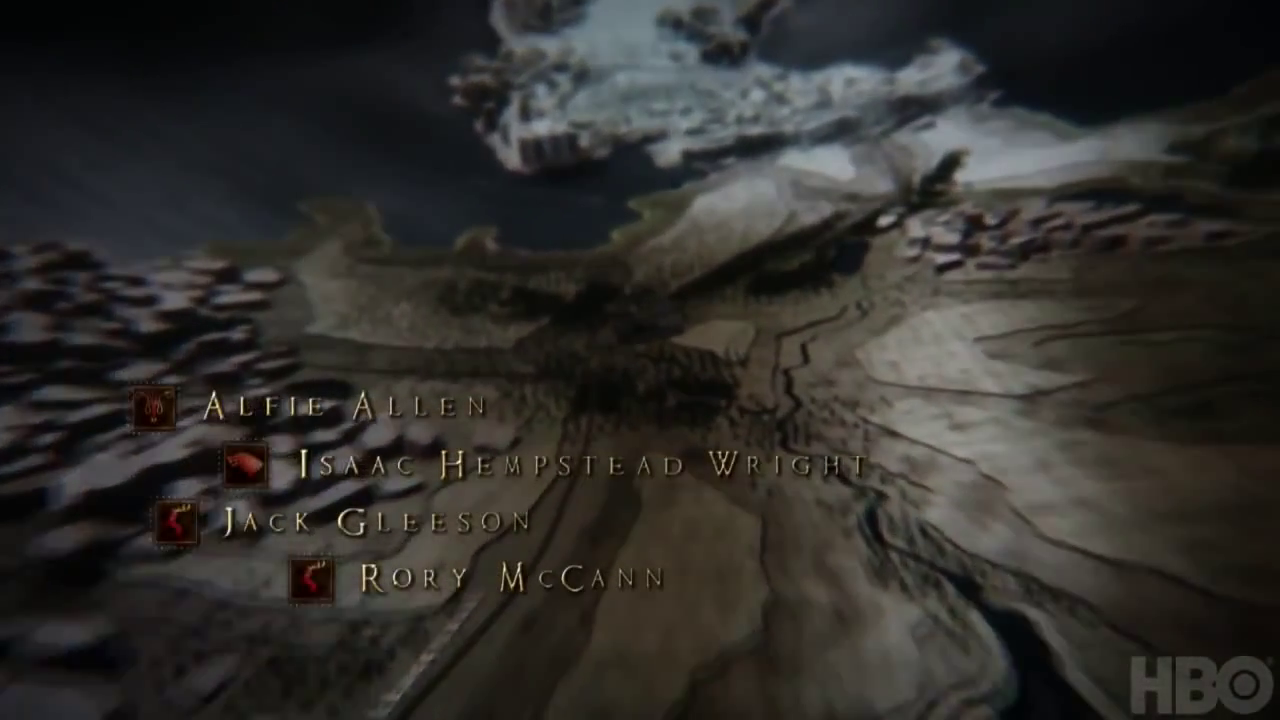 ALFIE ALLEN
ISAAC HEMPSTEAD WRIGHT
JACK GLEESON
RORY MCCANN
HBO